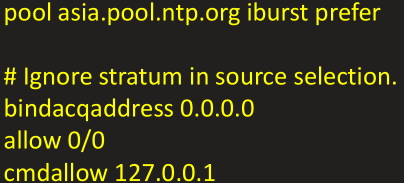 pool asia.pool.ntp.org iburst prefer
# Ignore stratum in source selection.
bindacqaddress 0.0.0.0
allow 0/0
cmdallow 127.0.0.1